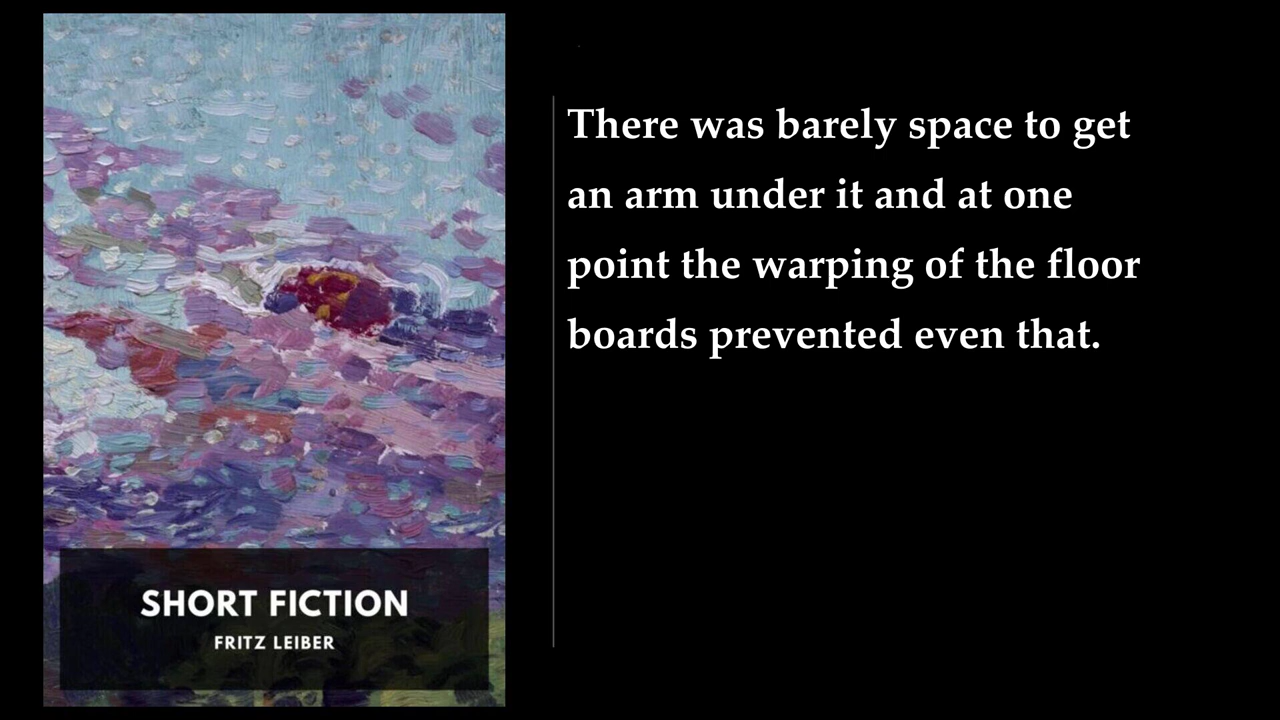 There was barely space to get
an arm under it and at one
point the warping of the floor
boards prevented even that.
SHORT FICTION
FRITZ LEIBER